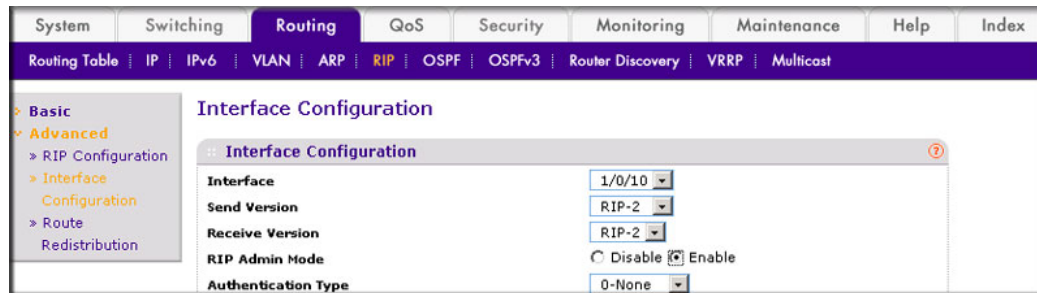 System Switching Routing QoS Security Monitoring Maintenance Help Index
Routing Table IP IPv6 VLAN ARP RIP OSPF OSPFv3 Router Discovery VRRP Multicast
Basic
Advanced
» RIP Configuration
» Interface
Configuration
» Route
Redistribution
Interface Configuration
Interface Configuration ?
Interface 1/0/10
Send Version RIP-2
Receive Version RIP-2
RIP Admin Mode Disable Enable
Authentication Type 0-None